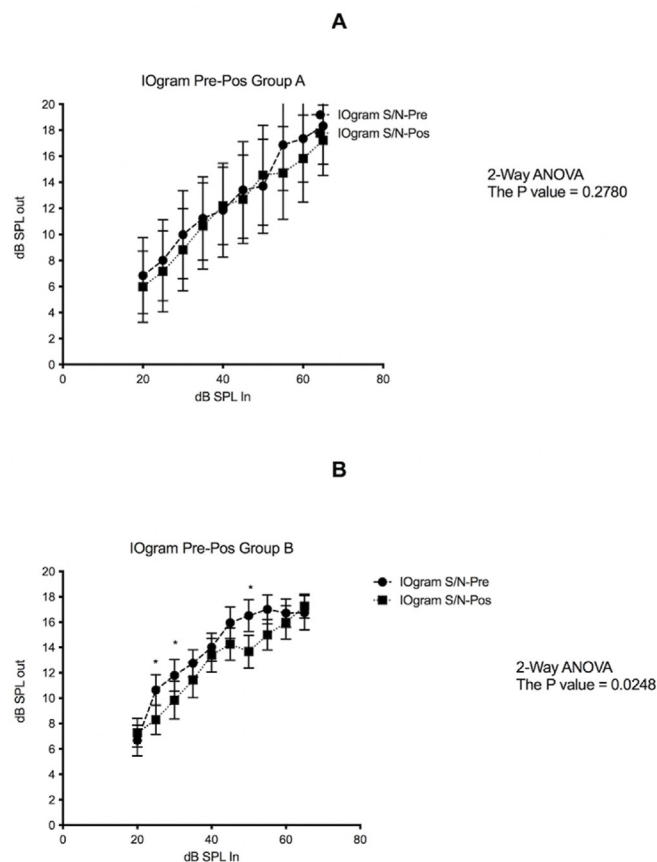 A
IOgram Pre-Pos Group A
20
18
16
14
12
10
8
6
4
2
0
dB SPL out
0 20 40 60 80
dB SPL In
IOgram S/N-Pre
IOgram S/N-Pos
2-Way ANOVA
The P value = 0.2780
B
IOgram Pre-Pos Group B
20
18
16
14
12
10
8
6
4
2
0
dB SPL out
* * *
0 20 40 60 80
dB SPL In
IOgram S/N-Pre
IOgram S/N-Pos
2-Way ANOVA
The P value = 0.0248